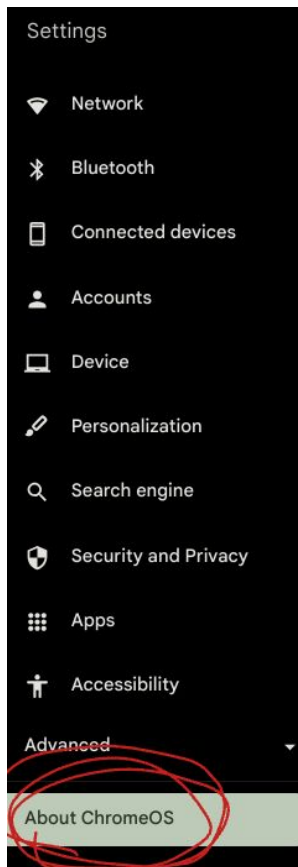 Settings
Network
Bluetooth
Connected devices
Accounts
Device
Personalization
Search engine
Security and Privacy
Apps
Accessibility
Advanced
About ChromeOS